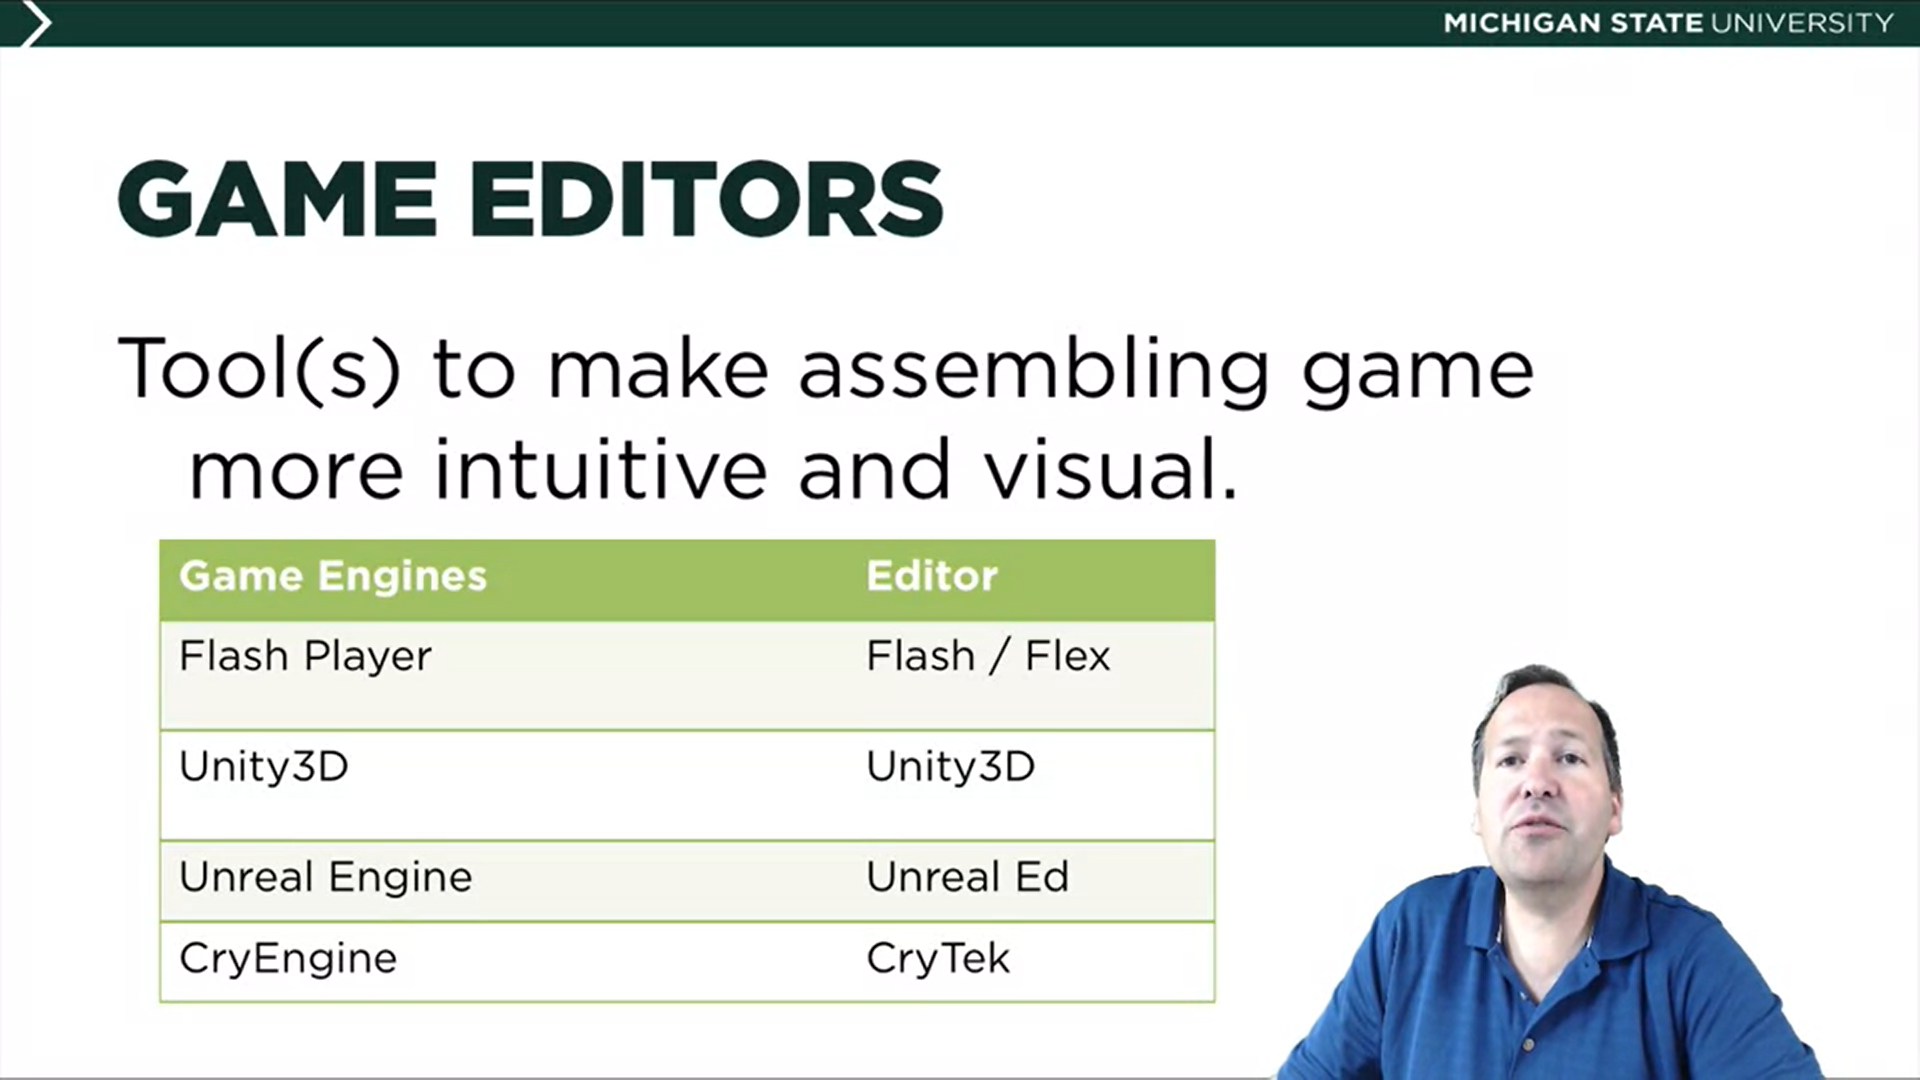 MICHIGAN STATE UNIVERSITY
GAME EDITORS
Tool(s) to make assembling game
more intuitive and visual.
Game Engines Editor
Flash Player Flash / Flex
Unity3D Unity3D
Unreal Engine Unreal Ed
CryEngine CryTek